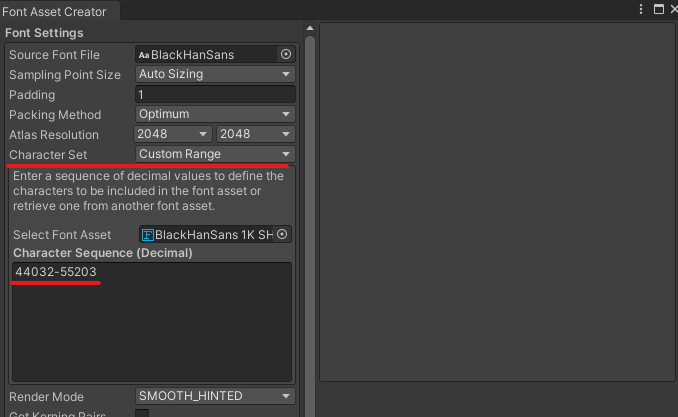 Font Asset Creator
Font Settings
Source Font File Aa BlackHanSans
Sampling Point Size Auto Sizing
Padding 1
Packing Method Optimum
Atlas Resolution 2048 2048
Character Set Custom Range
Enter a sequence of decimal values to define the
characters to be included in the font asset or
retrieve one from another font asset.
Select Font Asset F BlackHanSans 1K SH
Character Sequence (Decimal)
44032-55203
Render Mode SMOOTH_HINTED
Get Kerning Pairs